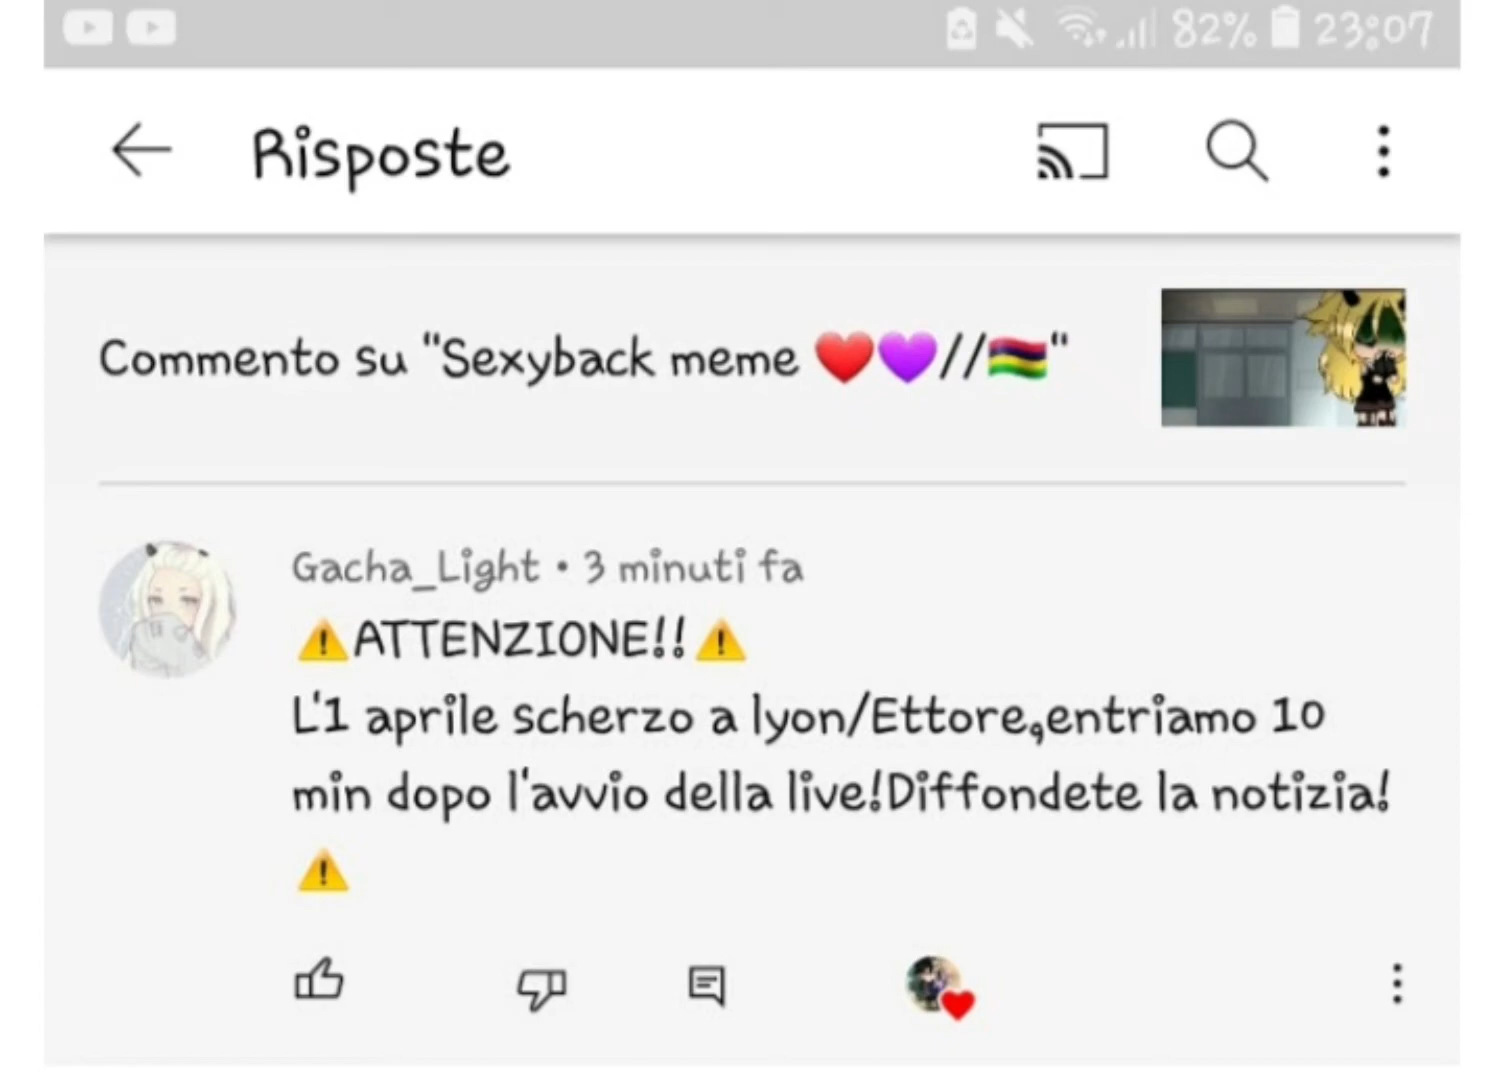 82% 23:07
Risposte
Commento su "Sexyback meme ❤️💜//🇲🇺"
Gacha_Light • 3 minuti fa
⚠️ATTENZIONE!!⚠️
L'1 aprile scherzo a lyon/Ettore,entriamo 10
min dopo l'avvio della live!Diffondete la notizia!
⚠️